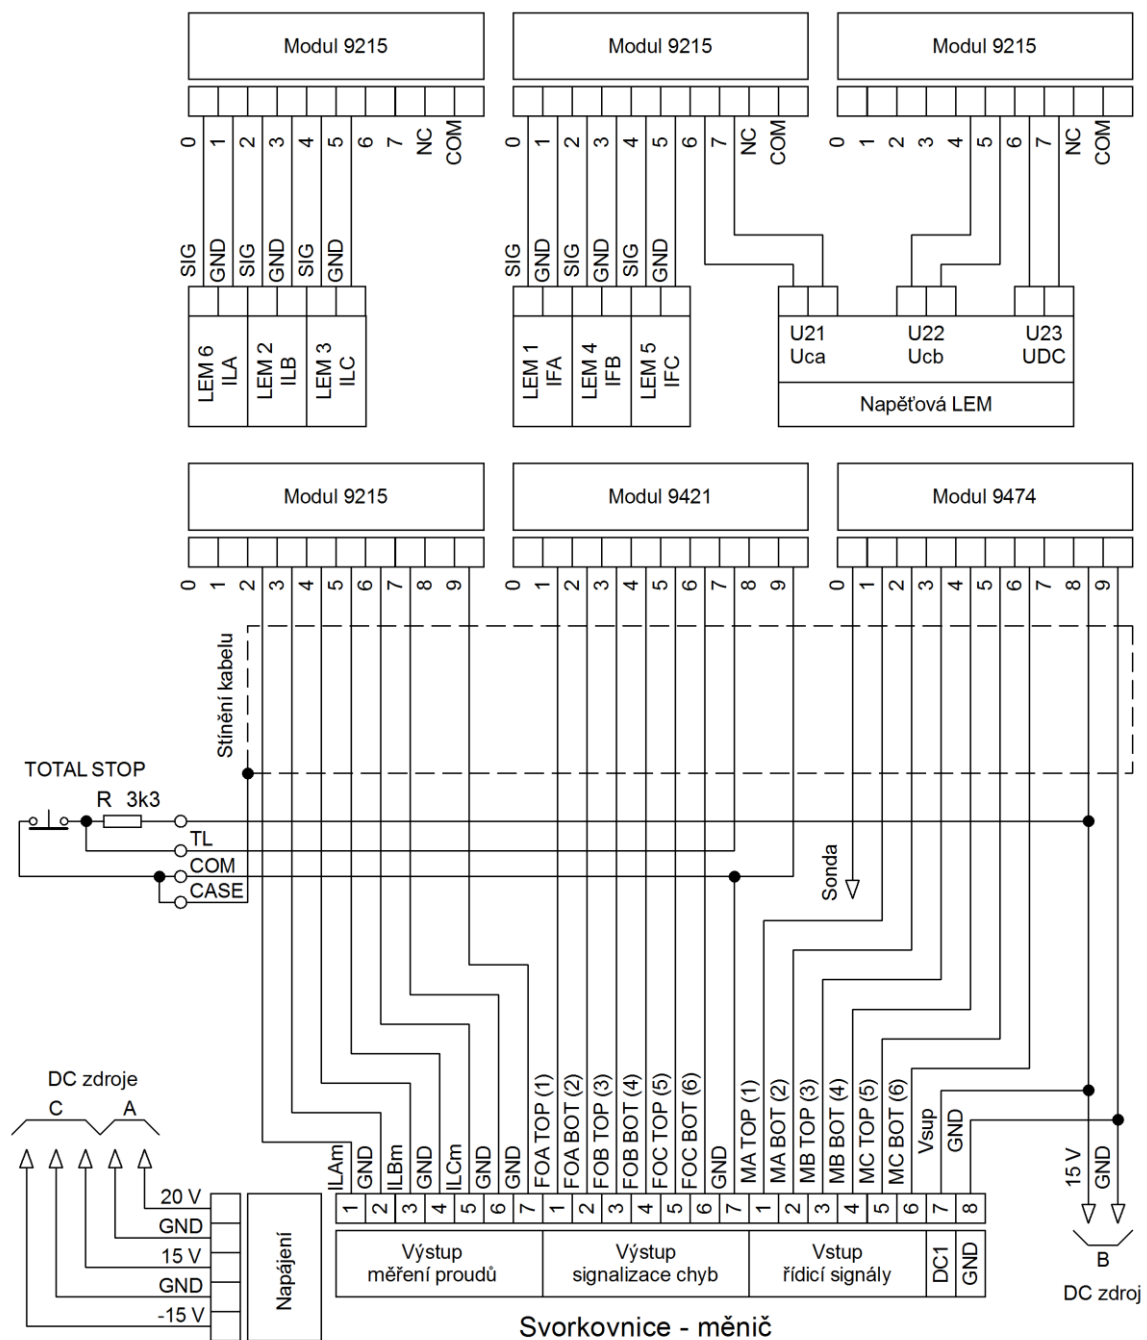 Modul 9215
Modul 9215
Modul 9215
0 1 2 3 4 5 6 7 NC COM
0 1 2 3 4 5 6 7 NC COM
0 1 2 3 4 5 6 7 NC COM
SIG GND SIG GND SIG GND
SIG GND SIG GND SIG GND
LEM 6 ILA
LEM 2 ILB
LEM 3 ILC
LEM 1 IFA
LEM 4 IFB
LEM 5 IFC
U21 Uca
U22 Ucb
U23 UDC
Napěťová LEM
Modul 9215
Modul 9421
Modul 9474
0 1 2 3 4 5 6 7 8 9
0 1 2 3 4 5 6 7 8 9
0 1 2 3 4 5 6 7 8 9
Stínění kabelu
TOTAL STOP
R 3k3
TL
COM
CASE
Sonda
DC zdroje
C A
20 V
GND
15 V
GND
-15 V
Napájení
ILAm
GND
ILBm
GND
ILCm
GND
GND
FOA TOP (1)
FOA BOT (2)
FOB TOP (3)
FOB BOT (4)
FOC TOP (5)
FOC BOT (6)
GND
MA TOP (1)
MA BOT (2)
MB TOP (3)
MB BOT (4)
MC TOP (5)
MC BOT (6)
Vsup
GND
15 V
GND
1 2 3 4 5 6 7
1 2 3 4 5 6 7
1 2 3 4 5 6 7 8
Výstup
měření proudů
Výstup
signalizace chyb
Vstup
řídicí signály
DC1
GND
B
DC zdroj
Svorkovnice - měnič